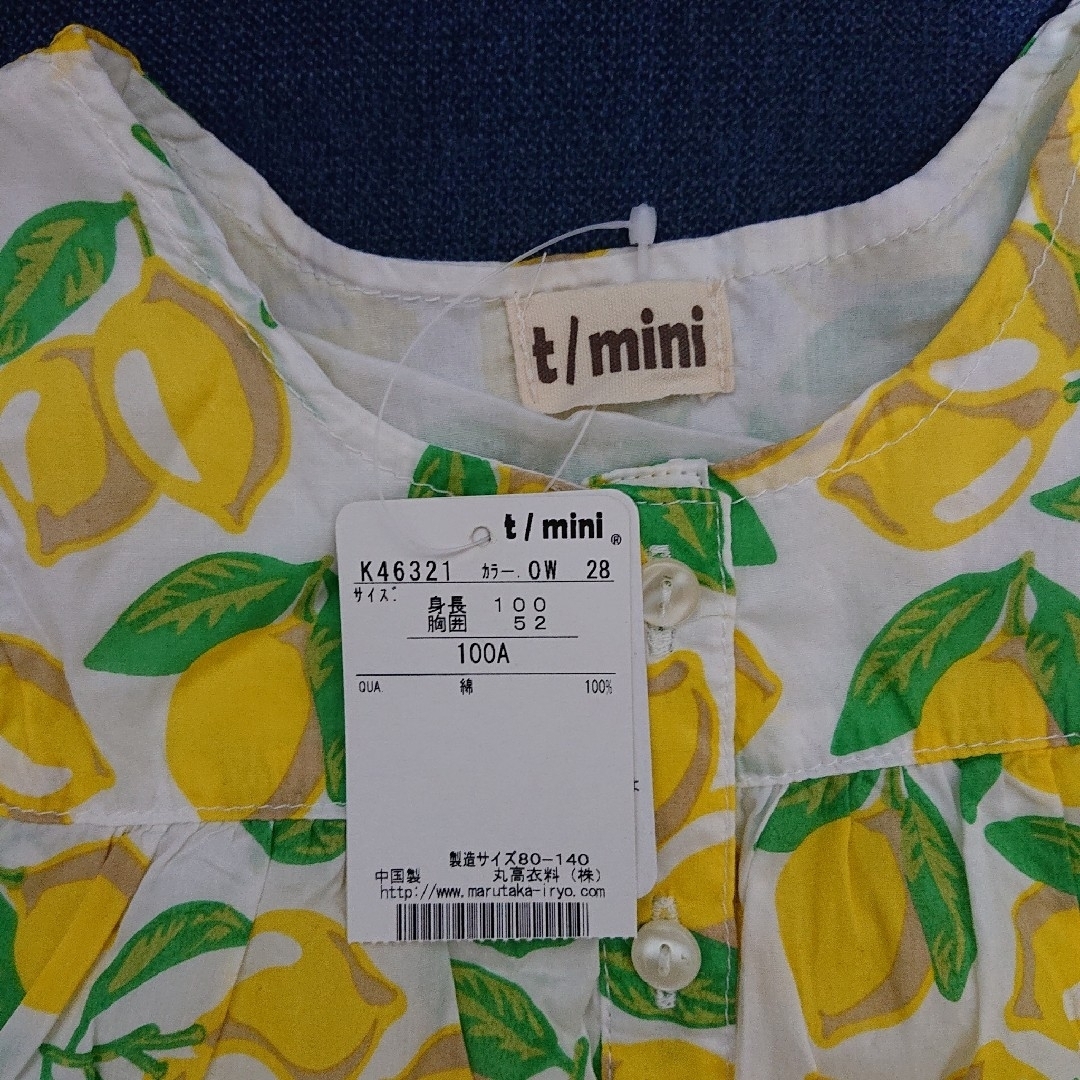 t/mini
t/mini®
K46321 カラー. OW 28
サイズ
身長 100
胸囲 52
100A
QUA. 綿 100%
製造サイズ80-140
中国製 丸高衣料(株)
http://www.marutaka-iryo.com